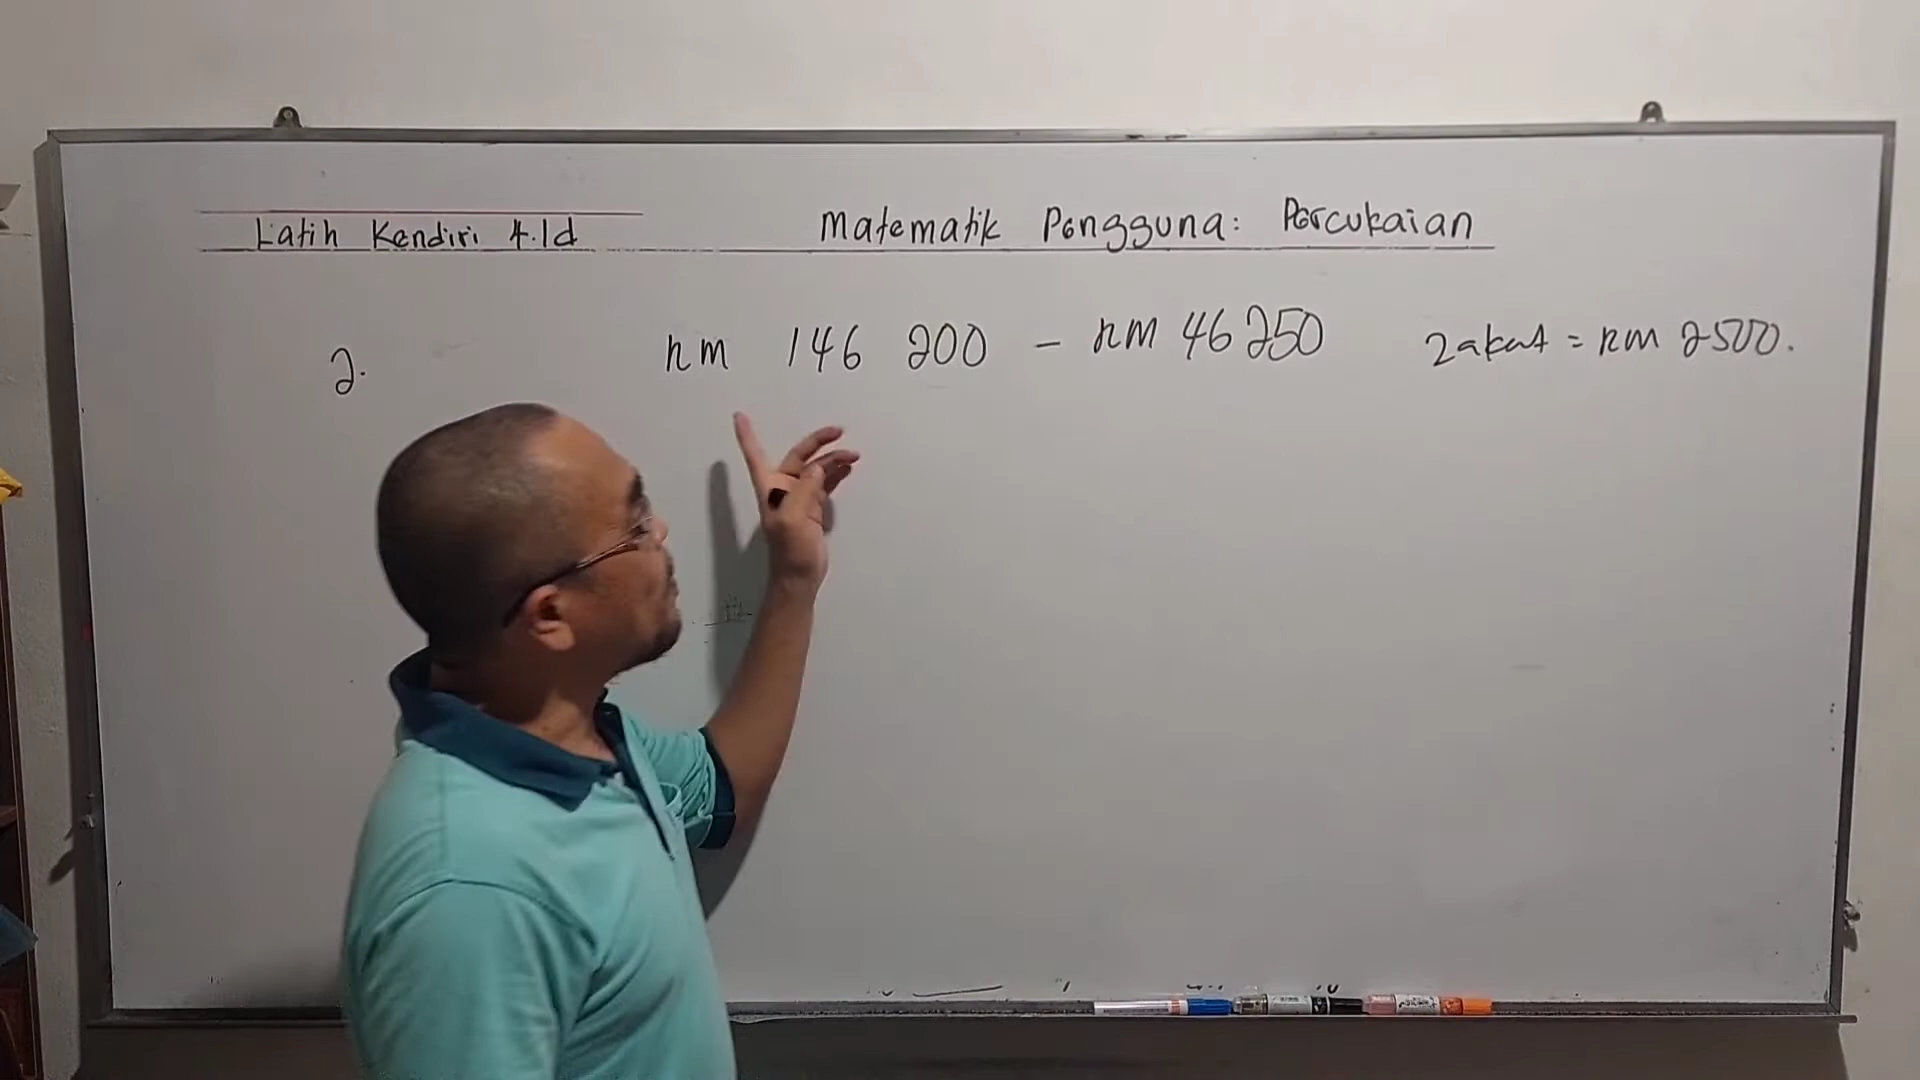 Latih Kendiri 4.1d
Matematik Pengguna: Percukaian
2.
RM 146 200 - RM 46 250
Zakat = RM 2500.